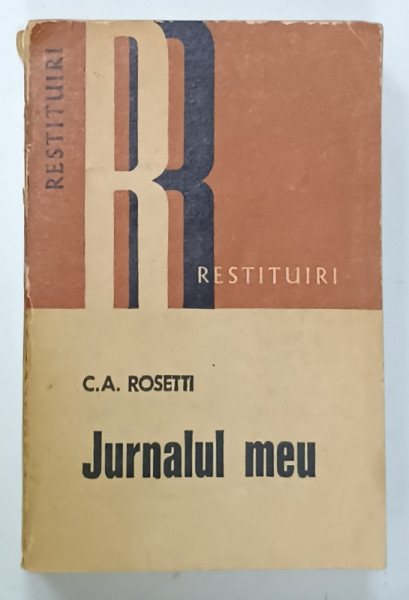 RESTITUIRI
R
RESTITUIRI
C.A. ROSETTI
Jurnalul meu